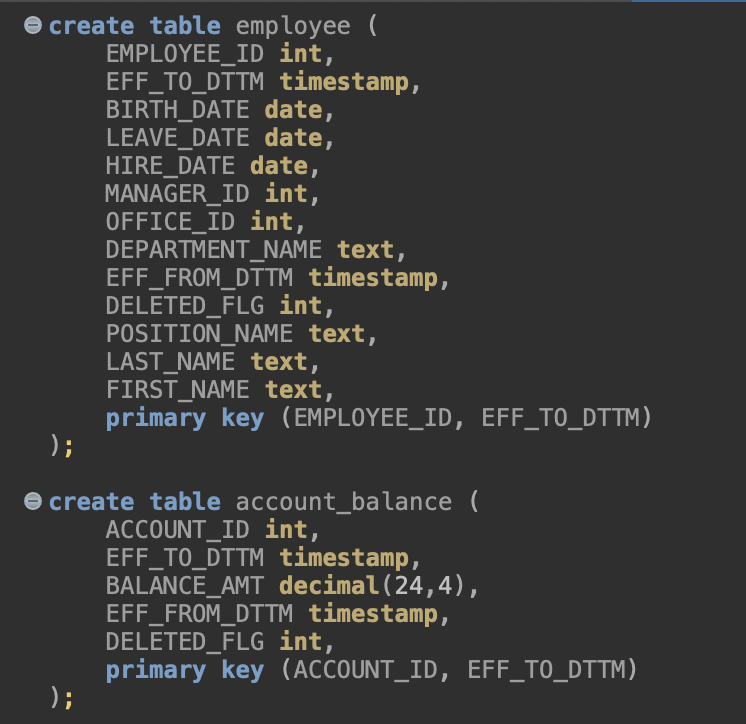 create table employee (
    EMPLOYEE_ID int,
    EFF_TO_DTTM timestamp,
    BIRTH_DATE date,
    LEAVE_DATE date,
    HIRE_DATE date,
    MANAGER_ID int,
    OFFICE_ID int,
    DEPARTMENT_NAME text,
    EFF_FROM_DTTM timestamp,
    DELETED_FLG int,
    POSITION_NAME text,
    LAST_NAME text,
    FIRST_NAME text,
    primary key (EMPLOYEE_ID, EFF_TO_DTTM)
);
create table account_balance (
    ACCOUNT_ID int,
    EFF_TO_DTTM timestamp,
    BALANCE_AMT decimal(24,4),
    EFF_FROM_DTTM timestamp,
    DELETED_FLG int,
    primary key (ACCOUNT_ID, EFF_TO_DTTM)
);